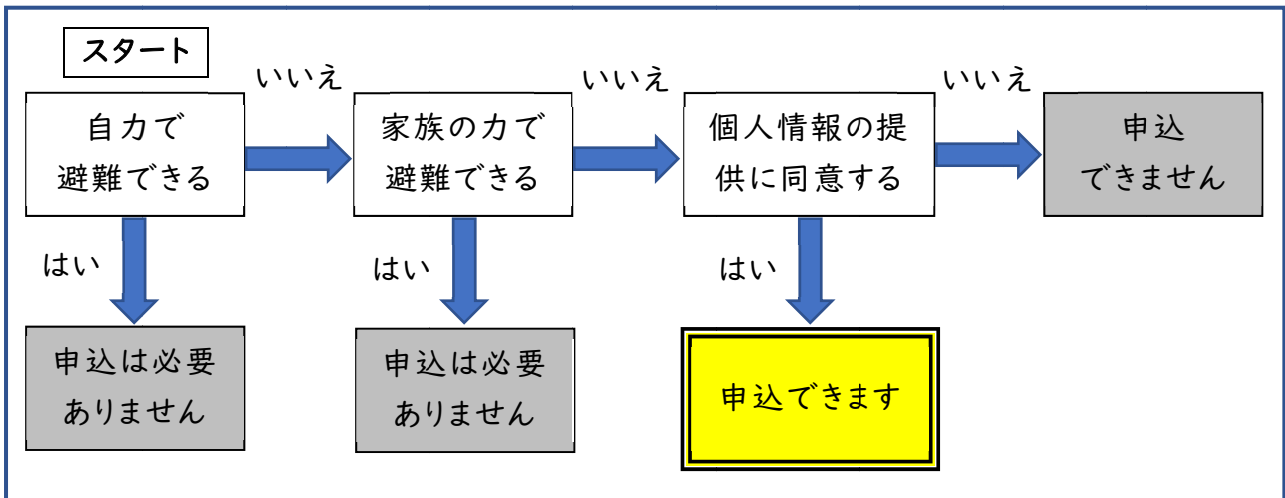 スタート
いいえ
いいえ
いいえ
自力で
避難できる
家族の力で
避難できる
個人情報の提
供に同意する
申込
できません
はい
はい
はい
申込は必要
ありません
申込は必要
ありません
申込できます